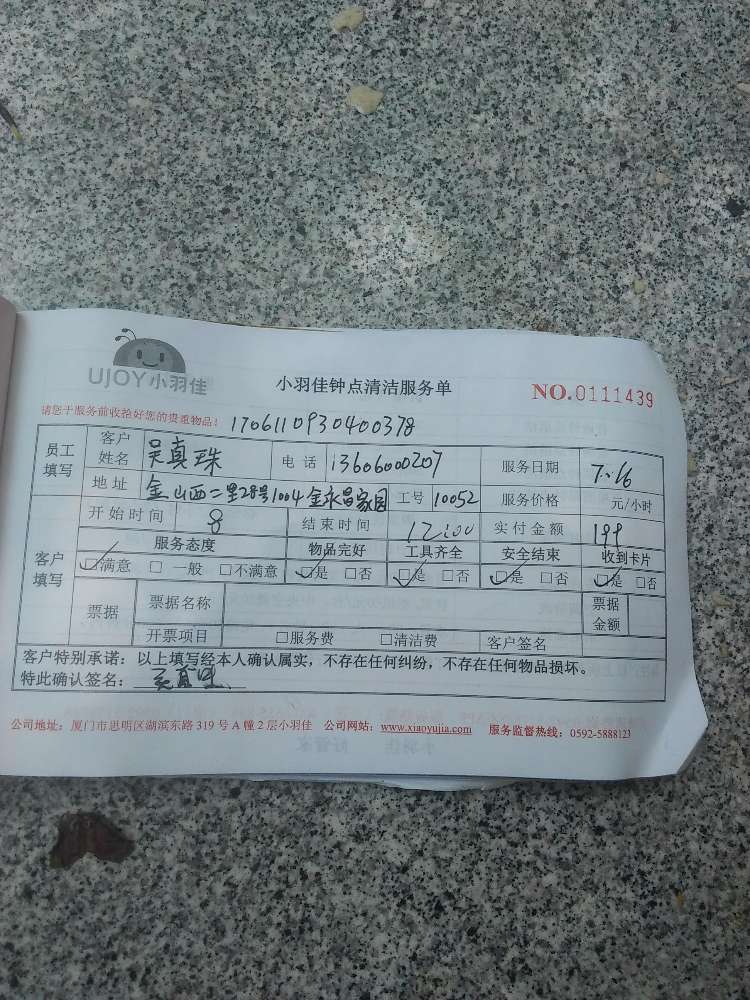 UJOY小羽佳
小羽佳钟点清洁服务单
NO.0111439
请您于服务前收拾好您的贵重物品！ 1706110930400378
员工填写 客户姓名 吴真珠 电话 13606000207 服务日期 7.16
地址 金山西二里28号1004金永昌家园 工号 10052 服务价格 元/小时
客户填写 开始时间 8 结束时间 12:00 实付金额 199
服务态度 物品完好 工具齐全 安全结束 收到卡片
☑满意 □一般 □不满意 ☑是 □否 ☑是 □否 ☑是 □否 ☑是 □否
票据 票据名称 票据金额
开票项目 □服务费 □清洁费 客户签名
客户特别承诺：以上填写经本人确认属实，不存在任何纠纷，不存在任何物品损坏。
特此确认签名：吴真珠
公司地址：厦门市思明区湖滨东路 319 号 A 幢 2 层小羽佳 公司网站：www.xiaoyujia.com 服务监督热线：0592-5888123